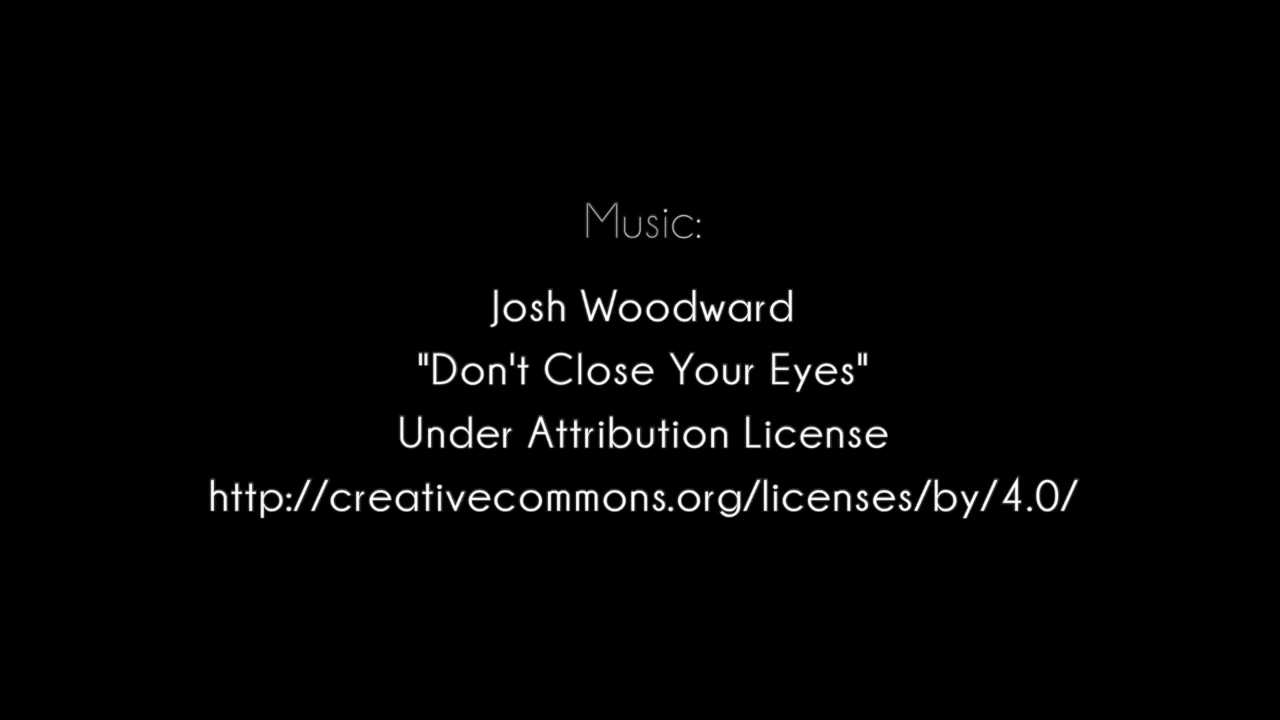 Music:
Josh Woodward
"Don't Close Your Eyes"
Under Attribution License
http://creativecommons.org/licenses/by/4.0/